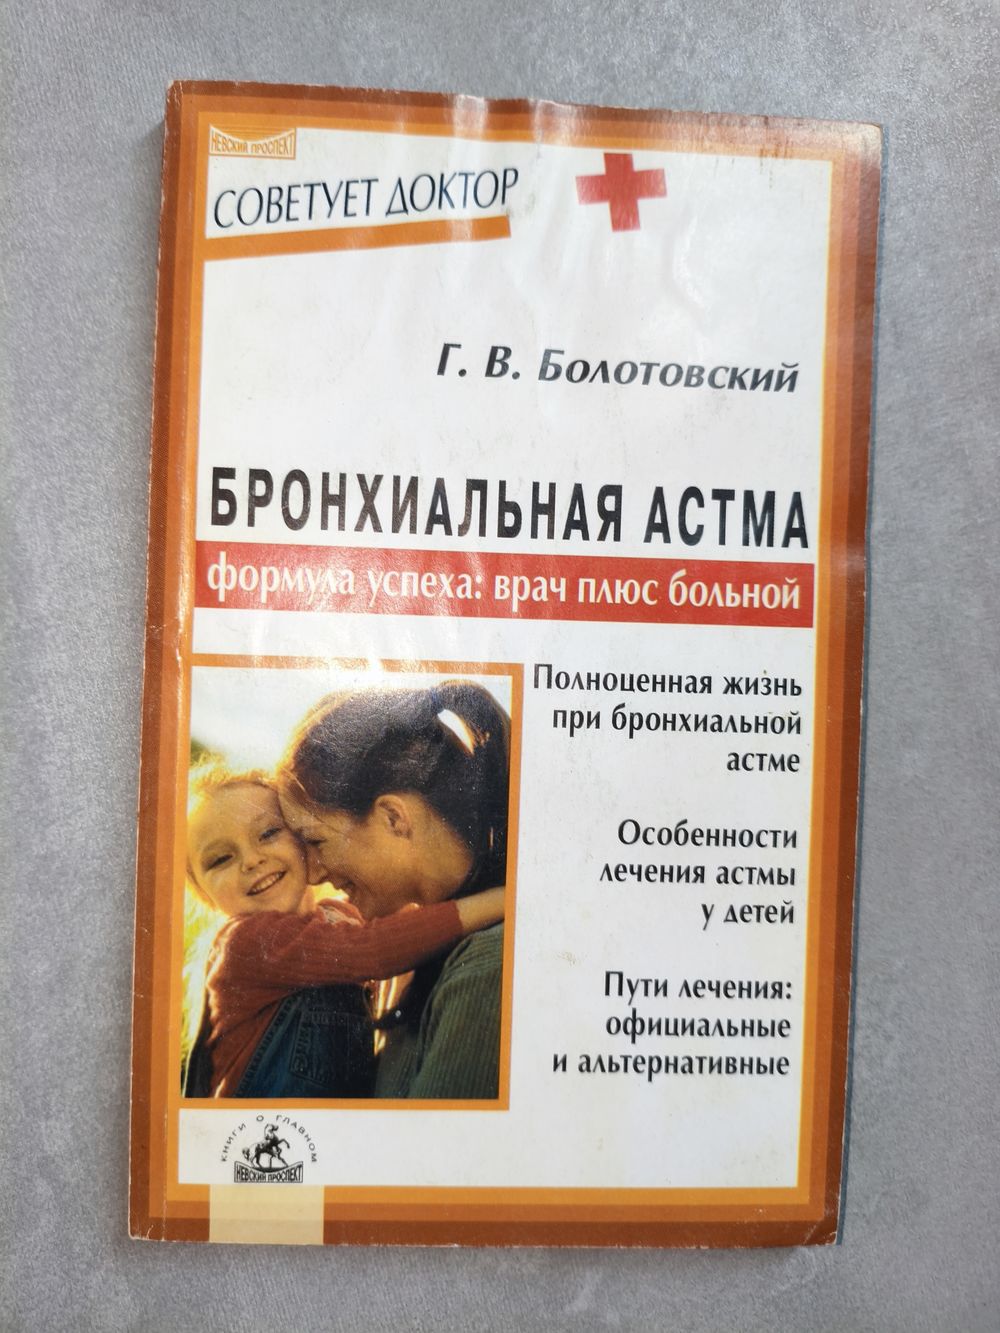 НЕВСКИЙ ПРОСПЕКТ
СОВЕТУЕТ ДОКТОР
Г. В. Болотовский
БРОНХИАЛЬНАЯ АСТМА
формула успеха: врач плюс больной
Полноценная жизнь
при бронхиальной
астме
Особенности
лечения астмы
у детей
Пути лечения:
официальные
и альтернативные
КНИГИ О ГЛАВНОМ
НЕВСКИЙ ПРОСПЕКТ